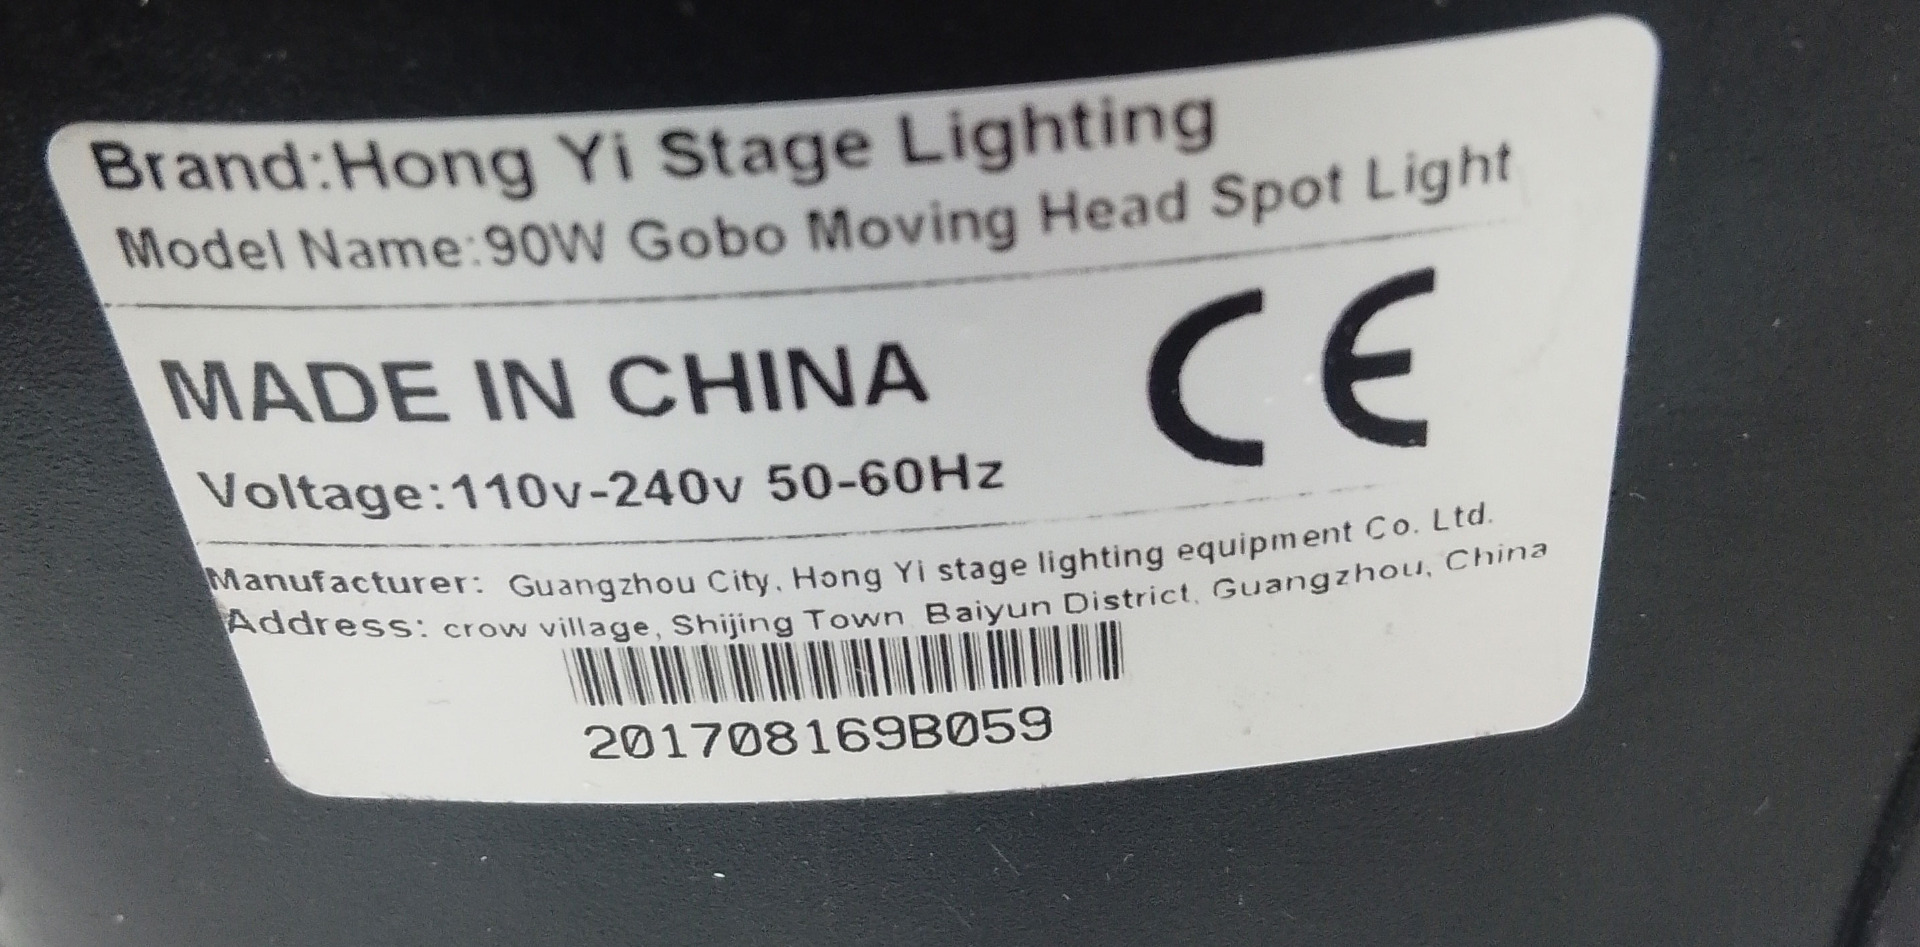 Brand:Hong Yi Stage Lighting
Model Name:90W Gobo Moving Head Spot Light
MADE IN CHINA
CE
Voltage:110v-240v 50-60Hz
Manufacturer: Guangzhou City, Hong Yi stage lighting equipment Co. Ltd.
Address: crow village, Shijing Town Baiyun District, Guangzhou, China
201708169B059